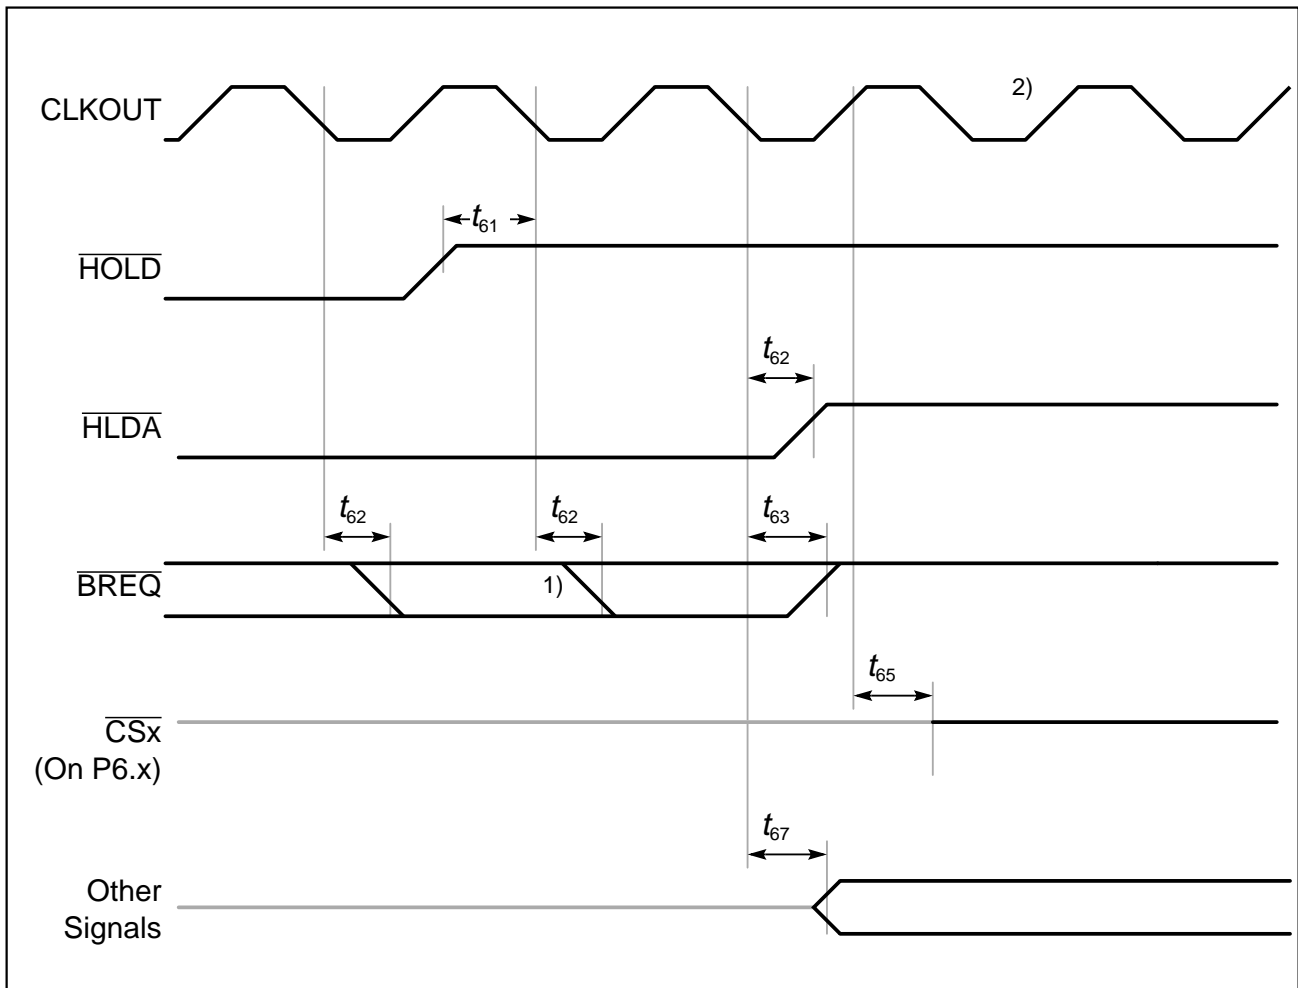 CLKOUT
2)
t61
HOLD
t62
HLDA
t62
t62
t63
BREQ
1)
t65
CSx
(On P6.x)
t67
Other
Signals